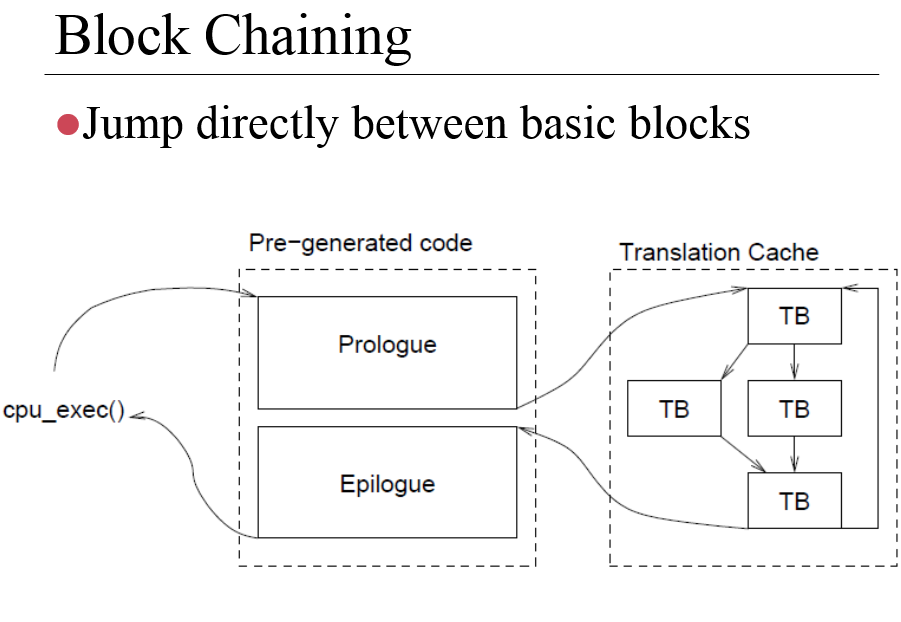 Block Chaining
●Jump directly between basic blocks
Pre-generated code
Translation Cache
Prologue
TB
cpu_exec()
TB
TB
Epilogue
TB